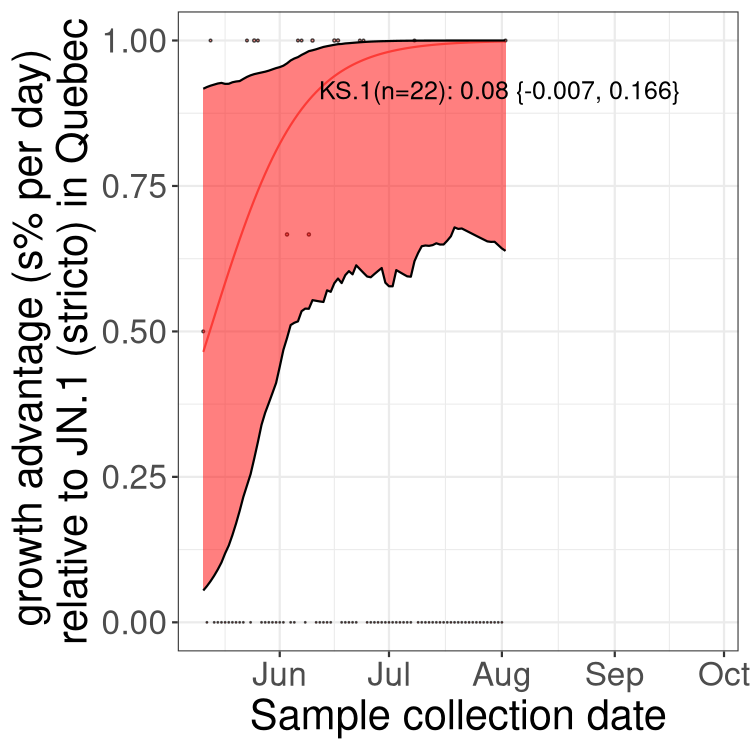 growth advantage (s% per day)
relative to JN.1 (stricto) in Quebec
1.00
0.75
0.50
0.25
0.00
KS.1(n=22): 0.08 {-0.007, 0.166}
Jun Jul Aug Sep Oct
Sample collection date